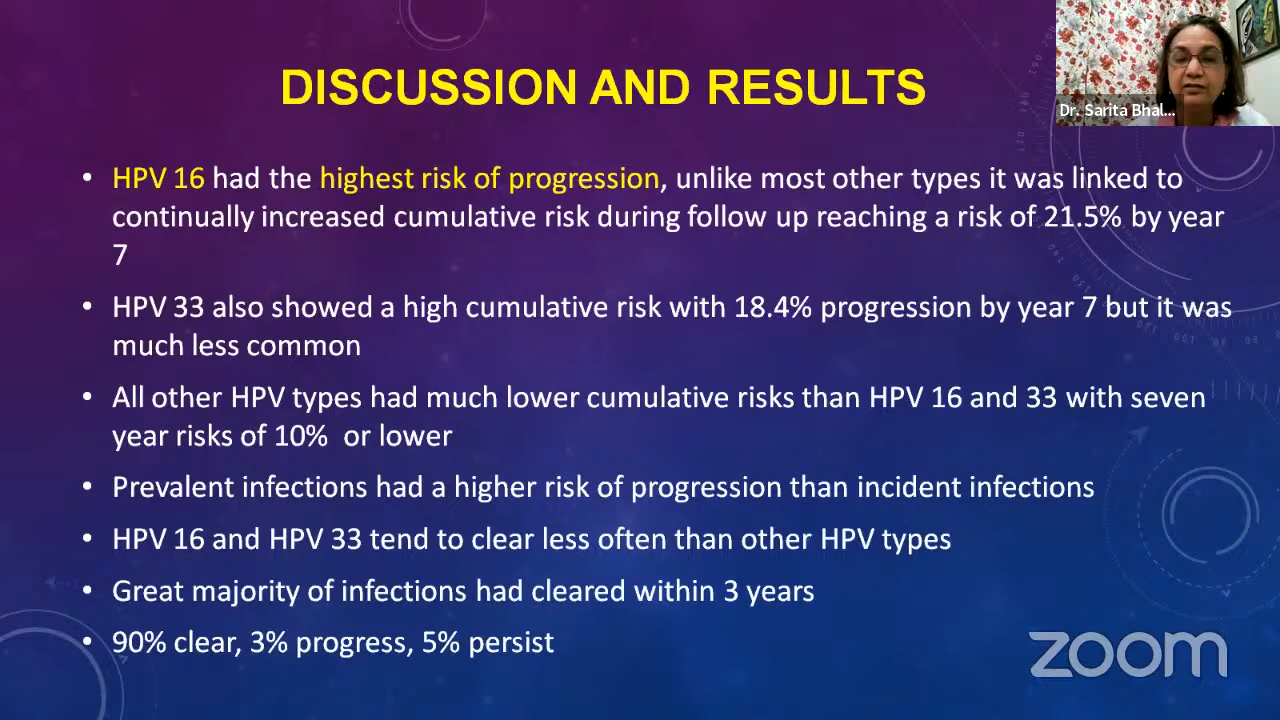 DISCUSSION AND RESULTS
Dr. Sarita Bhal...
• HPV 16 had the highest risk of progression, unlike most other types it was linked to
continually increased cumulative risk during follow up reaching a risk of 21.5% by year
7
• HPV 33 also showed a high cumulative risk with 18.4% progression by year 7 but it was
much less common
• All other HPV types had much lower cumulative risks than HPV 16 and 33 with seven
year risks of 10% or lower
• Prevalent infections had a higher risk of progression than incident infections
• HPV 16 and HPV 33 tend to clear less often than other HPV types
• Great majority of infections had cleared within 3 years
• 90% clear, 3% progress, 5% persist
zoom